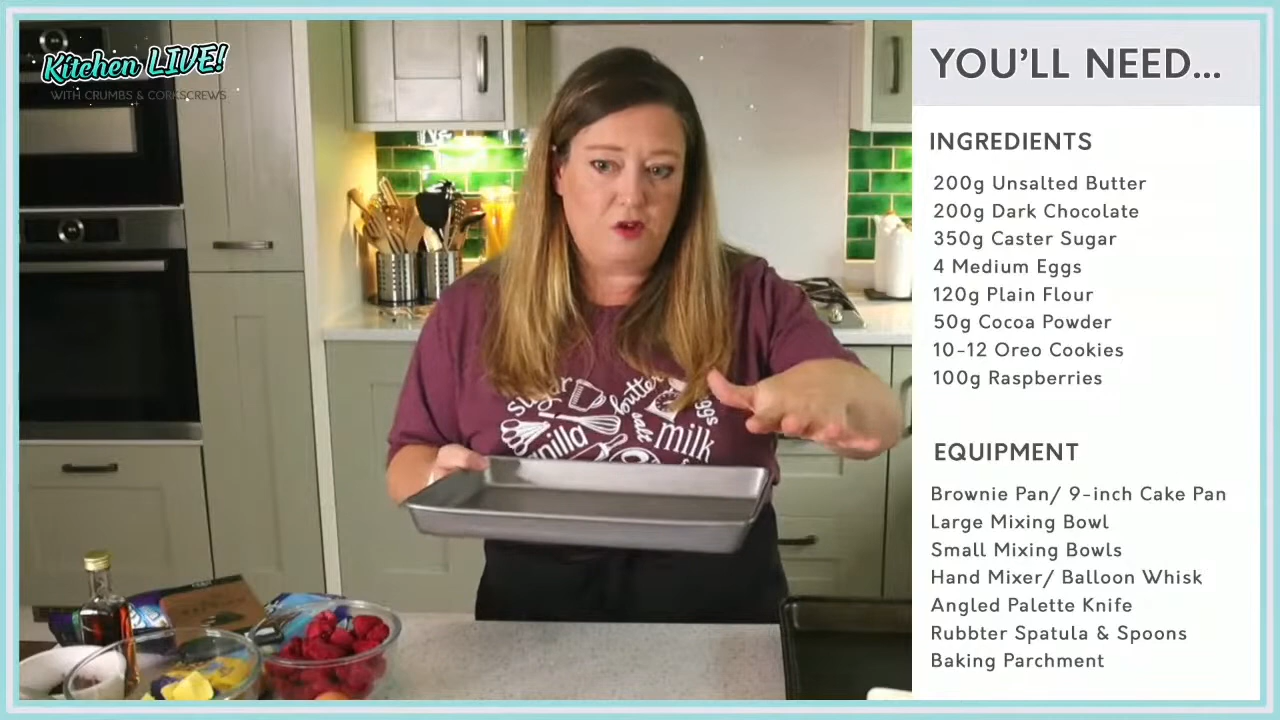 Kitchen LIVE!
WITH CRUMBS & CORKSCREWS
YOU'LL NEED...
INGREDIENTS
200g Unsalted Butter
200g Dark Chocolate
350g Caster Sugar
4 Medium Eggs
120g Plain Flour
50g Cocoa Powder
10-12 Oreo Cookies
100g Raspberries
EQUIPMENT
Brownie Pan/ 9-inch Cake Pan
Large Mixing Bowl
Small Mixing Bowls
Hand Mixer/ Balloon Whisk
Angled Palette Knife
Rubbter Spatula & Spoons
Baking Parchment
sugar
butter
eggs
salt
milk